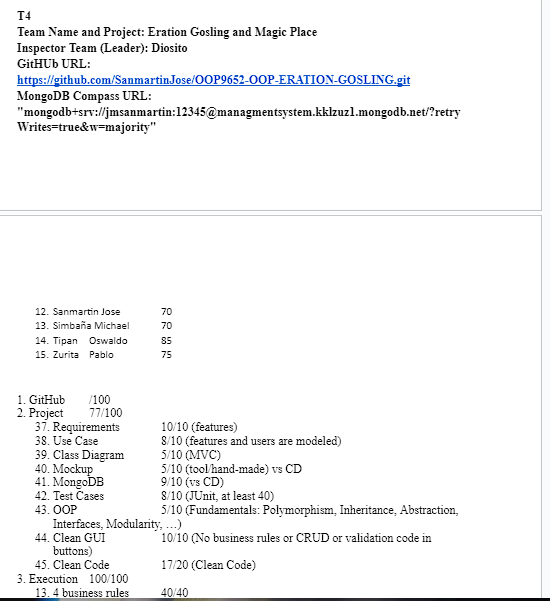 T4
Team Name and Project: Eration Gosling and Magic Place
Inspector Team (Leader): Diosito
GitHUb URL:
https://github.com/SanmartinJose/OOP9652-OOP-ERATION-GOSLING.git
MongoDB Compass URL:
"mongodb+srv://jmsanmartin:12345@managmentsystem.kklzuz1.mongodb.net/?retry
Writes=true&w=majority"
12. Sanmartin Jose 70
13. Simbaña Michael 70
14. Tipan Oswaldo 85
15. Zurita Pablo 75
1. GitHub /100
2. Project 77/100
37. Requirements 10/10 (features)
38. Use Case 8/10 (features and users are modeled)
39. Class Diagram 5/10 (MVC)
40. Mockup 5/10 (tool/hand-made) vs CD
41. MongoDB 9/10 (vs CD)
42. Test Cases 8/10 (JUnit, at least 40)
43. OOP 5/10 (Fundamentals: Polymorphism, Inheritance, Abstraction,
Interfaces, Modularity, …)
44. Clean GUI 10/10 (No business rules or CRUD or validation code in
buttons)
45. Clean Code 17/20 (Clean Code)
3. Execution 100/100
13. 4 business rules 40/40